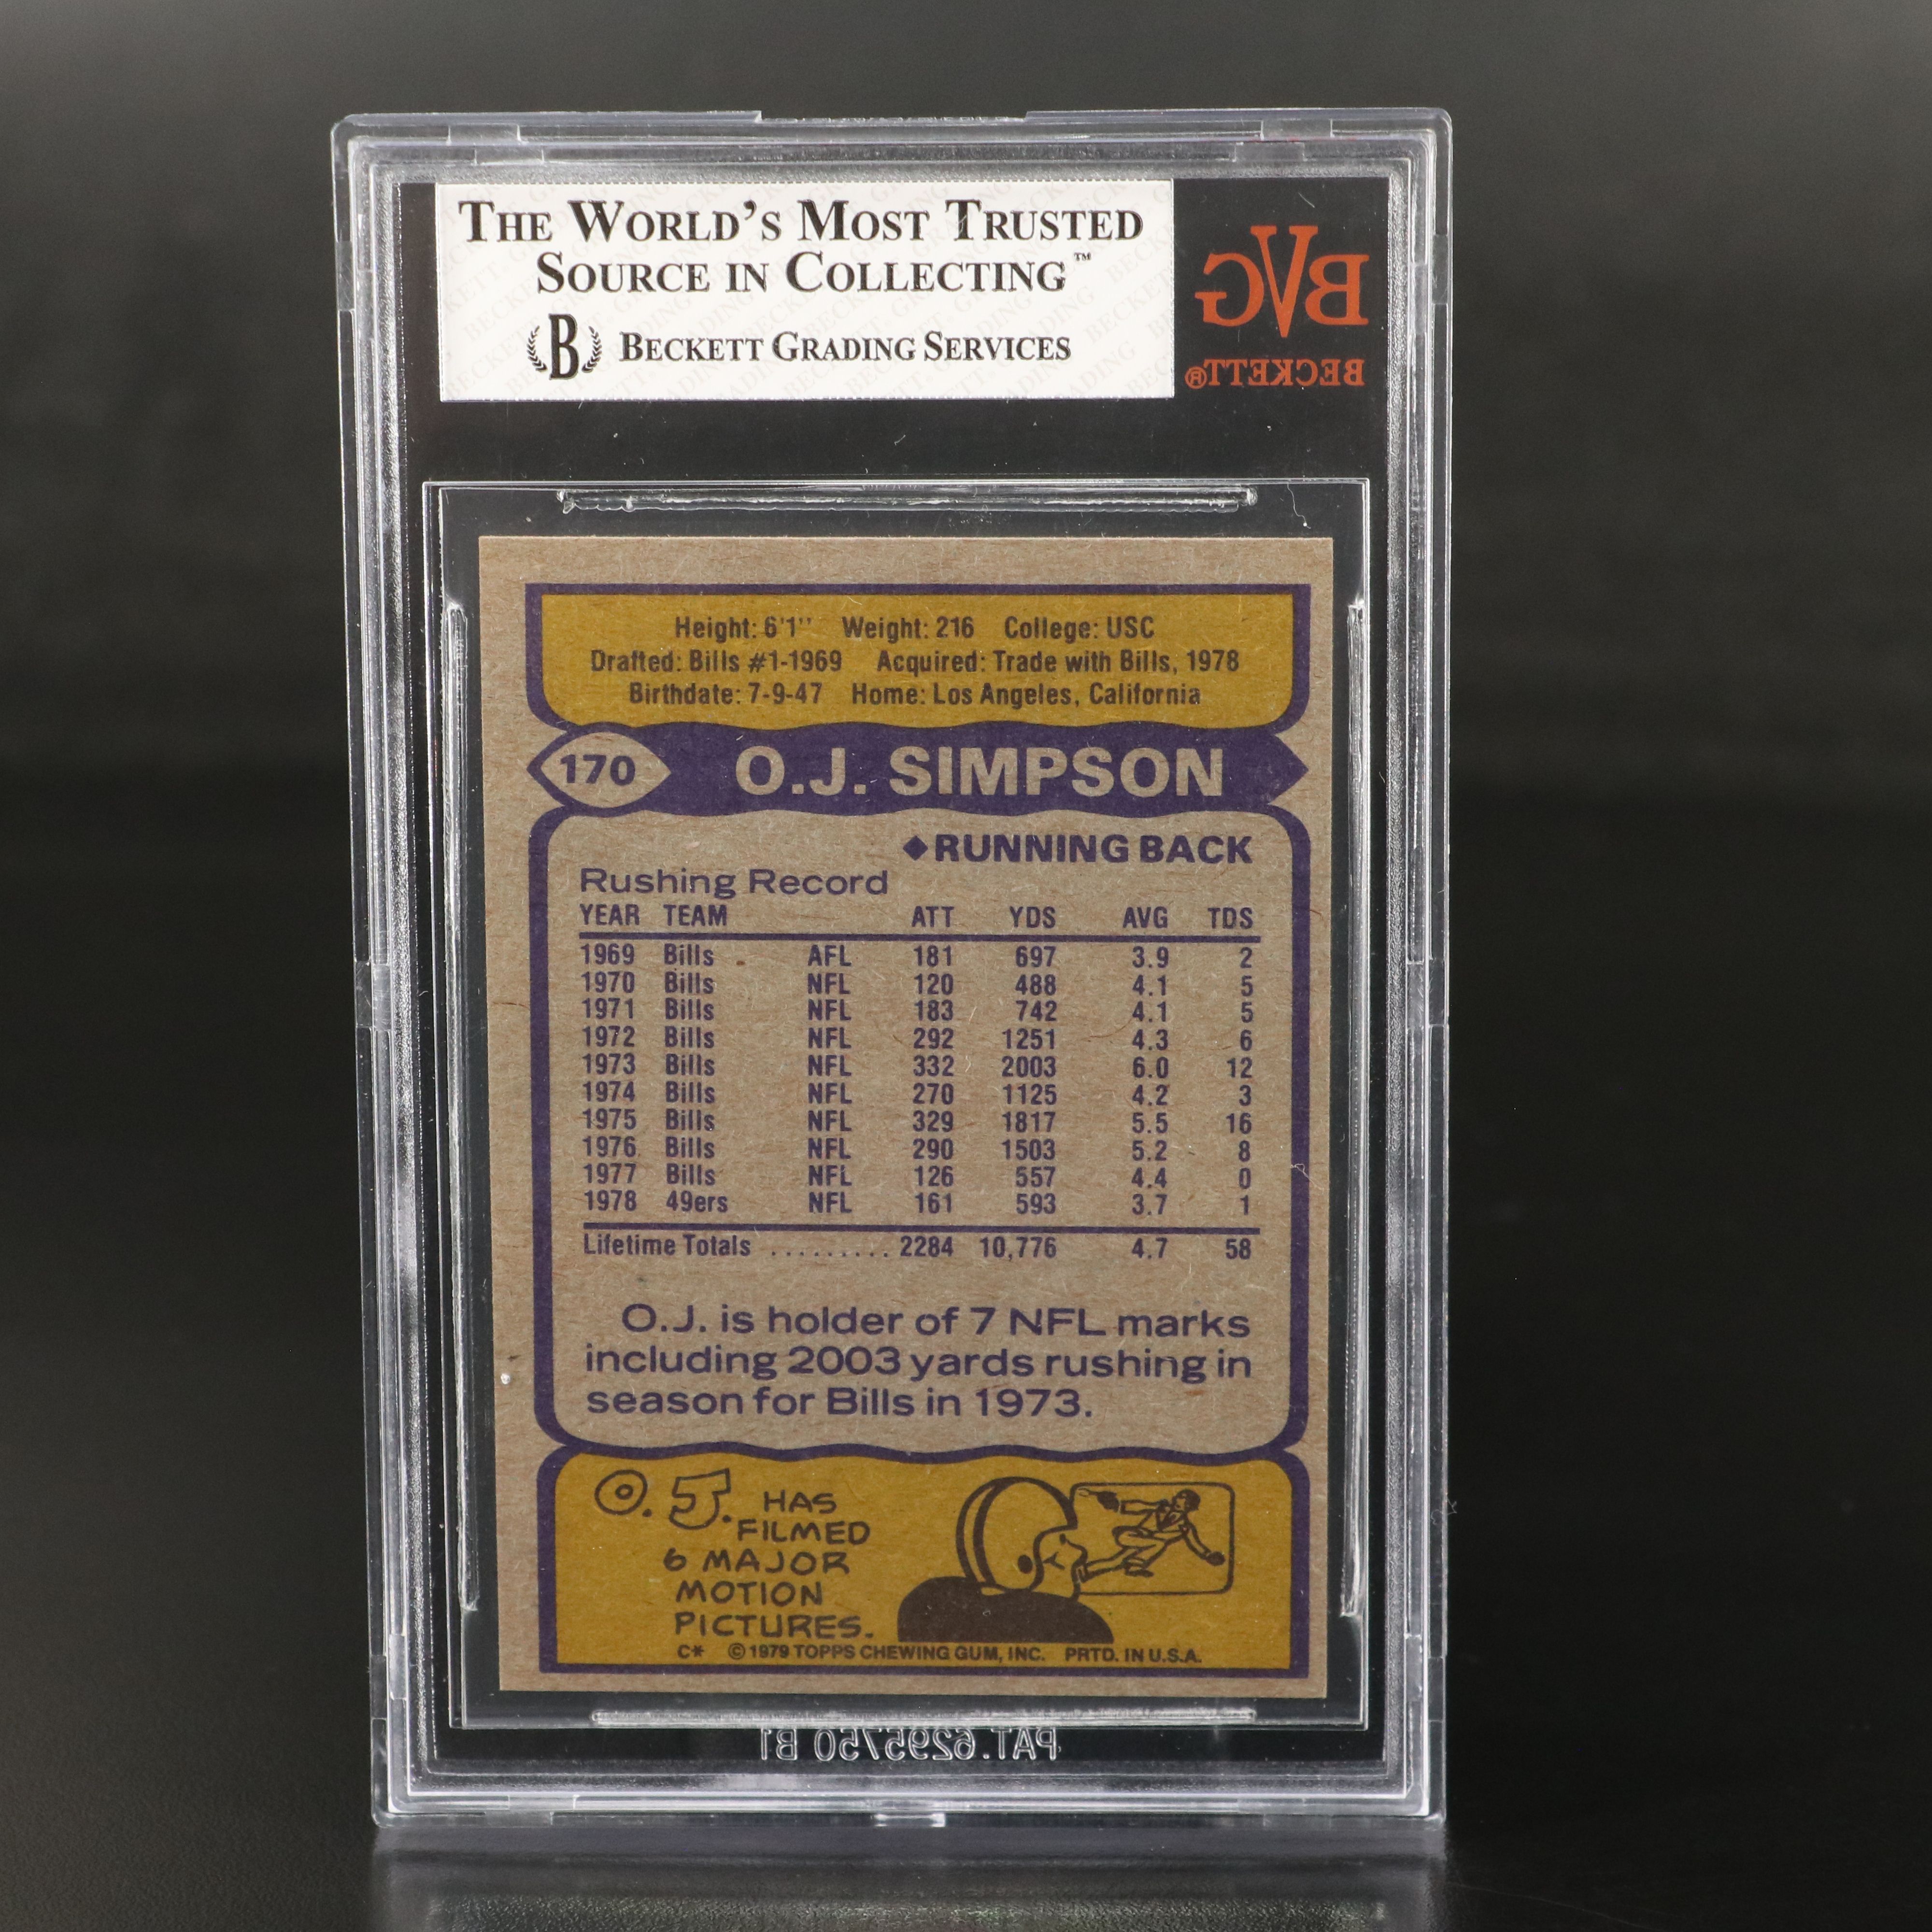 THE WORLD'S MOST TRUSTED
SOURCE IN COLLECTING™
B BECKETT GRADING SERVICES
BVG
BECKETT®
Height: 6'1'' Weight: 216 College: USC
Drafted: Bills #1-1969 Acquired: Trade with Bills, 1978
Birthdate: 7-9-47 Home: Los Angeles, California
170 O.J. SIMPSON
◆RUNNING BACK
Rushing Record
YEAR TEAM ATT YDS AVG TDS
1969 Bills AFL 181 697 3.9 2
1970 Bills NFL 120 488 4.1 5
1971 Bills NFL 183 742 4.1 5
1972 Bills NFL 292 1251 4.3 6
1973 Bills NFL 332 2003 6.0 12
1974 Bills NFL 270 1125 4.2 3
1975 Bills NFL 329 1817 5.5 16
1976 Bills NFL 290 1503 5.2 8
1977 Bills NFL 126 557 4.4 0
1978 49ers NFL 161 593 3.7 1
Lifetime Totals ......... 2284 10,776 4.7 58
O.J. is holder of 7 NFL marks
including 2003 yards rushing in
season for Bills in 1973.
O.J. HAS
FILMED
6 MAJOR
MOTION
PICTURES.
C* © 1979 TOPPS CHEWING GUM, INC. PRTD. IN U.S.A.
PAT. 6295750 B1